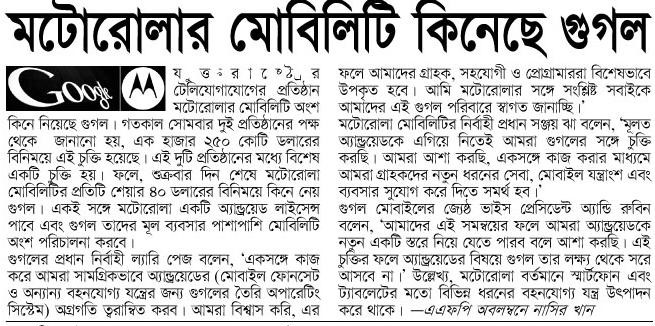 মটোরোলার মোবিলিটি কিনেছে গুগল
Google
যুক্তরাষ্ট্রের
টেলিযোগাযোগের প্রতিষ্ঠান
মটোরোলার মোবিলিটি অংশ
কিনে নিয়েছে গুগল। গতকাল সোমবার দুই প্রতিষ্ঠানের পক্ষ
থেকে জানানো হয়, এক হাজার ২৫০ কোটি ডলারের
বিনিময়ে এই চুক্তি হয়েছে। এই দুটি প্রতিষ্ঠানের মধ্যে বিশেষ
একটি চুক্তি হয়। ফলে, শুক্রবার দিন শেষে মটোরোলা
মোবিলিটির প্রতিটি শেয়ার ৪০ ডলারের বিনিময়ে কিনে নেয়
গুগল। একই সঙ্গে মটোরোলা একটি অ্যান্ড্রয়েড লাইসেন্স
পাবে এবং গুগল তাদের মূল ব্যবসার পাশাপাশি মোবিলিটি
অংশ পরিচালনা করবে।
গুগলের প্রধান নির্বাহী ল্যারি পেজ বলেন, ‘একসঙ্গে কাজ
করে আমরা সামগ্রিকভাবে অ্যান্ড্রয়েডের (মোবাইল ফোনসেট
ও অন্যান্য বহনযোগ্য যন্ত্রের জন্য গুগলের তৈরি অপারেটিং
সিস্টেম) অগ্রগতি ত্বরান্বিত করব। আমরা বিশ্বাস করি, এর
ফলে আমাদের গ্রাহক, সহযোগী ও প্রোগ্রামাররা বিশেষভাবে
উপকৃত হবে। আমি মটোরোলার সঙ্গে সংশ্লিষ্ট সবাইকে
আমাদের এই গুগল পরিবারে স্বাগত জানাচ্ছি।’
মটোরোলা মোবিলিটির নির্বাহী প্রধান সঞ্জয় ঝা বলেন, ‘মূলত
অ্যান্ড্রয়েডকে এগিয়ে নিতেই আমরা গুগলের সঙ্গে চুক্তি
করছি। আমরা আশা করছি, একসঙ্গে কাজ করার মাধ্যমে
আমরা গ্রাহকদের নতুন ধরনের সেবা, মোবাইল যন্ত্রাংশ এবং
ব্যবসার সুযোগ করে দিতে সমর্থ হব।’
গুগল মোবাইলের জ্যেষ্ঠ ভাইস প্রেসিডেন্ট অ্যান্ডি রুবিন
বলেন, ‘আমাদের এই সমন্বয়ের ফলে আমরা অ্যান্ড্রয়েডকে
নতুন একটি স্তরে নিয়ে যেতে পারব বলে আশা করছি। এই
চুক্তির ফলে অ্যান্ড্রয়েডের বিষয়ে গুগল তার লক্ষ্য থেকে সরে
আসবে না।’ উল্লেখ্য, মটোরোলা বর্তমানে স্মার্টফোন এবং
ট্যাবলেটের মতো বিভিন্ন ধরনের বহনযোগ্য যন্ত্র উৎপাদন
করে থাকে। —এএফপি অবলম্বনে নাসির খান